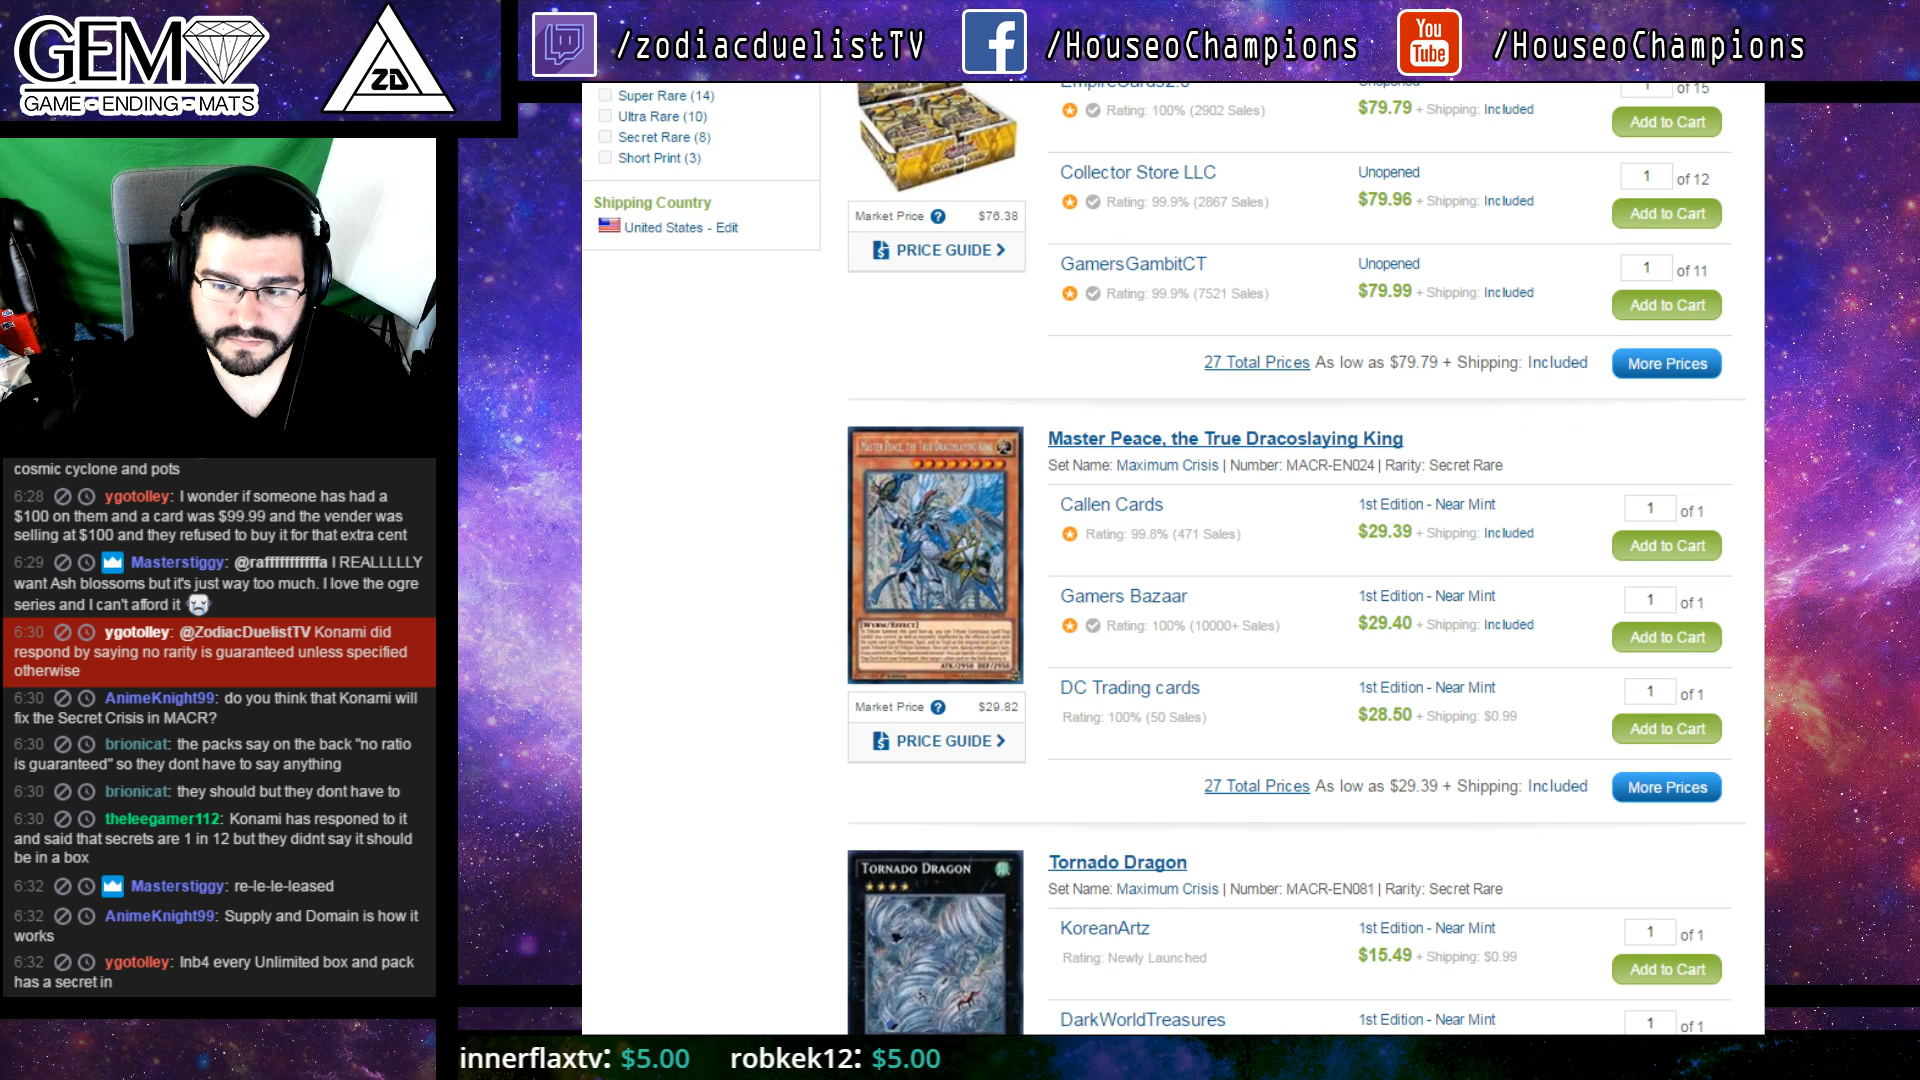 GEM
GAME-ENDING-MATS
ZD
/zodiacduelistTV
/HouseoChampions
You
Tube
/HouseoChampions
cosmic cyclone and pots
6:28 ygotolley: I wonder if someone has had a
$100 on them and a card was $99.99 and the vender was
selling at $100 and they refused to buy it for that extra cent
6:29 Masterstiggy: @rafffffffffffa I REALLLLLY
want Ash blossoms but it's just way too much. I love the ogre
series and I can't afford it
6:30 ygotolley: @ZodiacDuelistTV Konami did
respond by saying no rarity is guaranteed unless specified
otherwise
6:30 AnimeKnight99: do you think that Konami will
fix the Secret Crisis in MACR?
6:30 brionicat: the packs say on the back "no ratio
is guaranteed" so they dont have to say anything
6:30 brionicat: they should but they dont have to
6:30 theleegamer112: Konami has responed to it
and said that secrets are 1 in 12 but they didnt say it should
be in a box
6:32 Masterstiggy: re-le-le-leased
6:32 AnimeKnight99: Supply and Domain is how it
works
6:32 ygotolley: Inb4 every Unlimited box and pack
has a secret in
Super Rare (14)
Ultra Rare (10)
Secret Rare (8)
Short Print (3)
Shipping Country
United States - Edit
Market Price ? $76.38
PRICE GUIDE
EmpireCards2.0 Unopened 1 of 15
Rating: 100% (2902 Sales) $79.79 + Shipping: Included
Add to Cart
Collector Store LLC Unopened 1 of 12
Rating: 99.9% (2867 Sales) $79.96 + Shipping: Included
Add to Cart
GamersGambitCT Unopened 1 of 11
Rating: 99.9% (7521 Sales) $79.99 + Shipping: Included
Add to Cart
27 Total Prices As low as $79.79 + Shipping: Included More Prices
MASTER PEACE, THE TRUE DRACOSLAYING KING
[WYRM/EFFECT]
ATK/2950 DEF/2950
Market Price ? $29.82
PRICE GUIDE
Master Peace, the True Dracoslaying King
Set Name: Maximum Crisis | Number: MACR-EN024 | Rarity: Secret Rare
Callen Cards 1st Edition - Near Mint 1 of 1
Rating: 99.8% (471 Sales) $29.39 + Shipping: Included
Add to Cart
Gamers Bazaar 1st Edition - Near Mint 1 of 1
Rating: 100% (10000+ Sales) $29.40 + Shipping: Included
Add to Cart
DC Trading cards 1st Edition - Near Mint 1 of 1
Rating: 100% (50 Sales) $28.50 + Shipping: $0.99
Add to Cart
27 Total Prices As low as $29.39 + Shipping: Included More Prices
TORNADO DRAGON
Tornado Dragon
Set Name: Maximum Crisis | Number: MACR-EN081 | Rarity: Secret Rare
KoreanArtz 1st Edition - Near Mint 1 of 1
Rating: Newly Launched $15.49 + Shipping: $0.99
Add to Cart
DarkWorldTreasures 1st Edition - Near Mint 1 of 1
innerflaxtv: $5.00 robkek12: $5.00